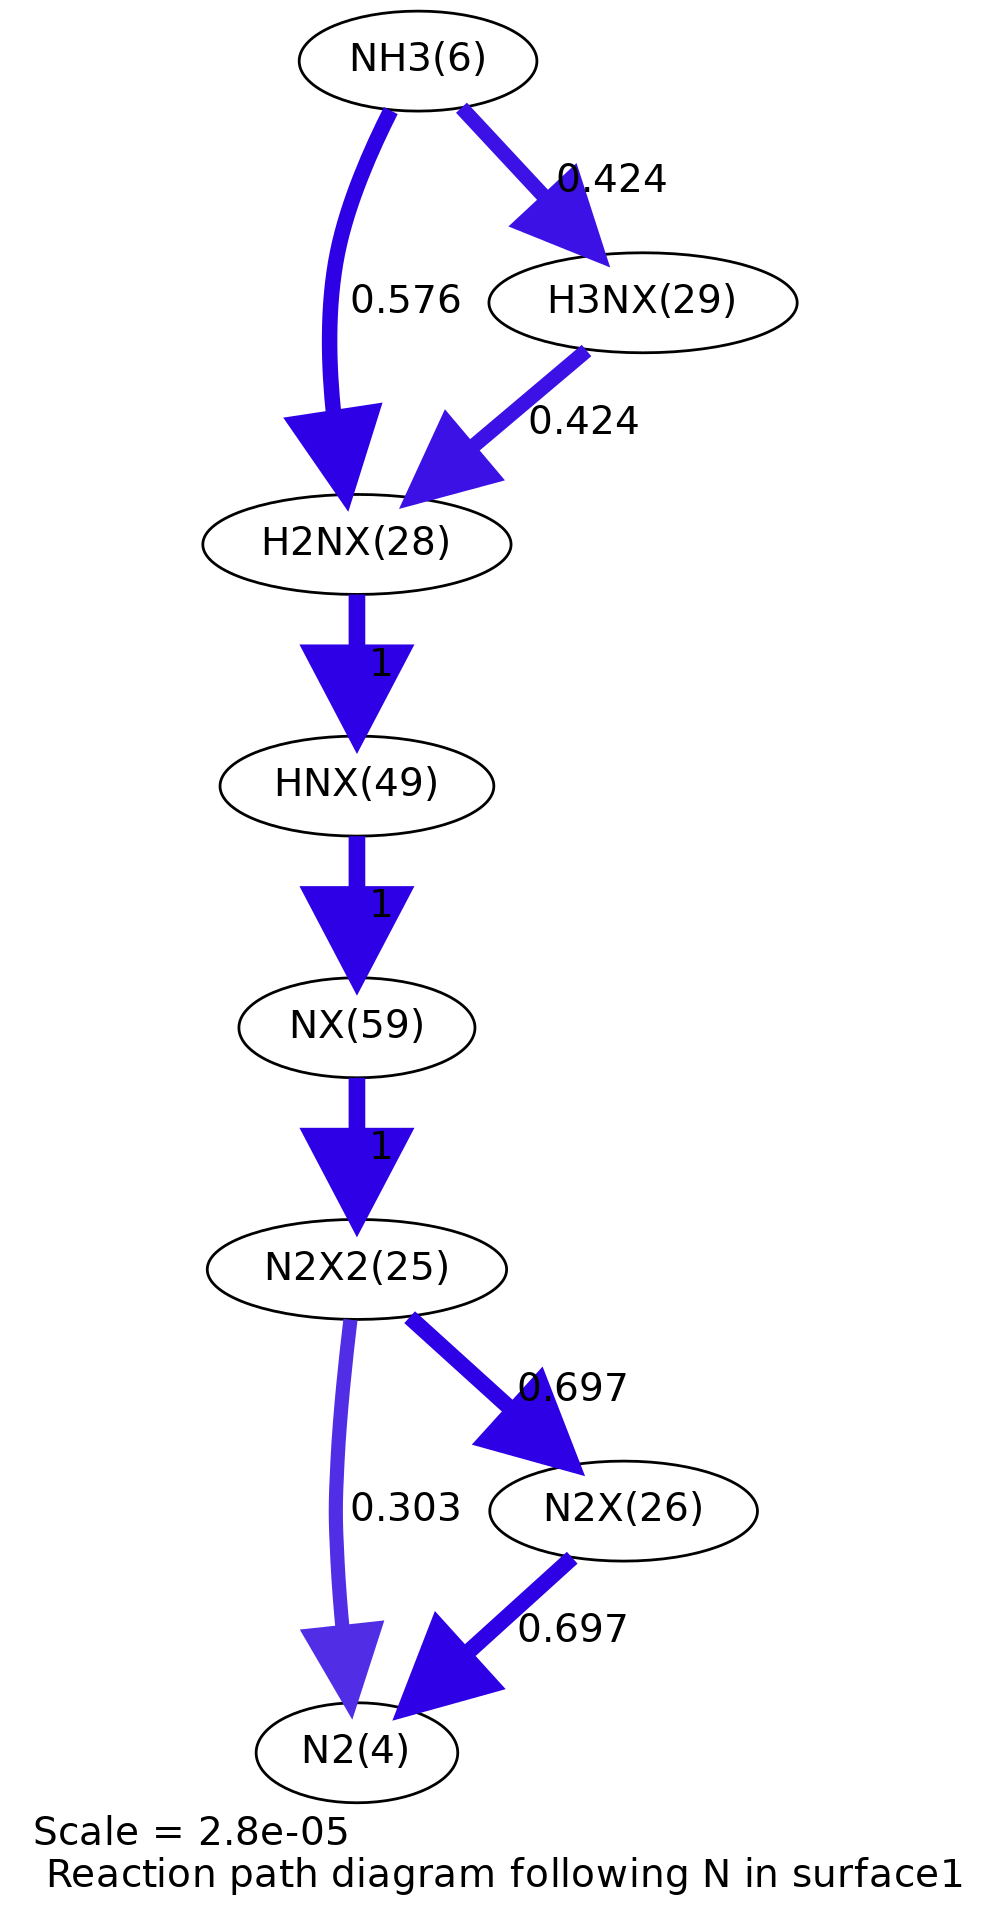 NH3(6)
0.424
0.576
H3NX(29)
0.424
H2NX(28)
1
HNX(49)
1
NX(59)
1
N2X2(25)
0.697
0.303
N2X(26)
0.697
N2(4)
Scale = 2.8e-05
Reaction path diagram following N in surface1